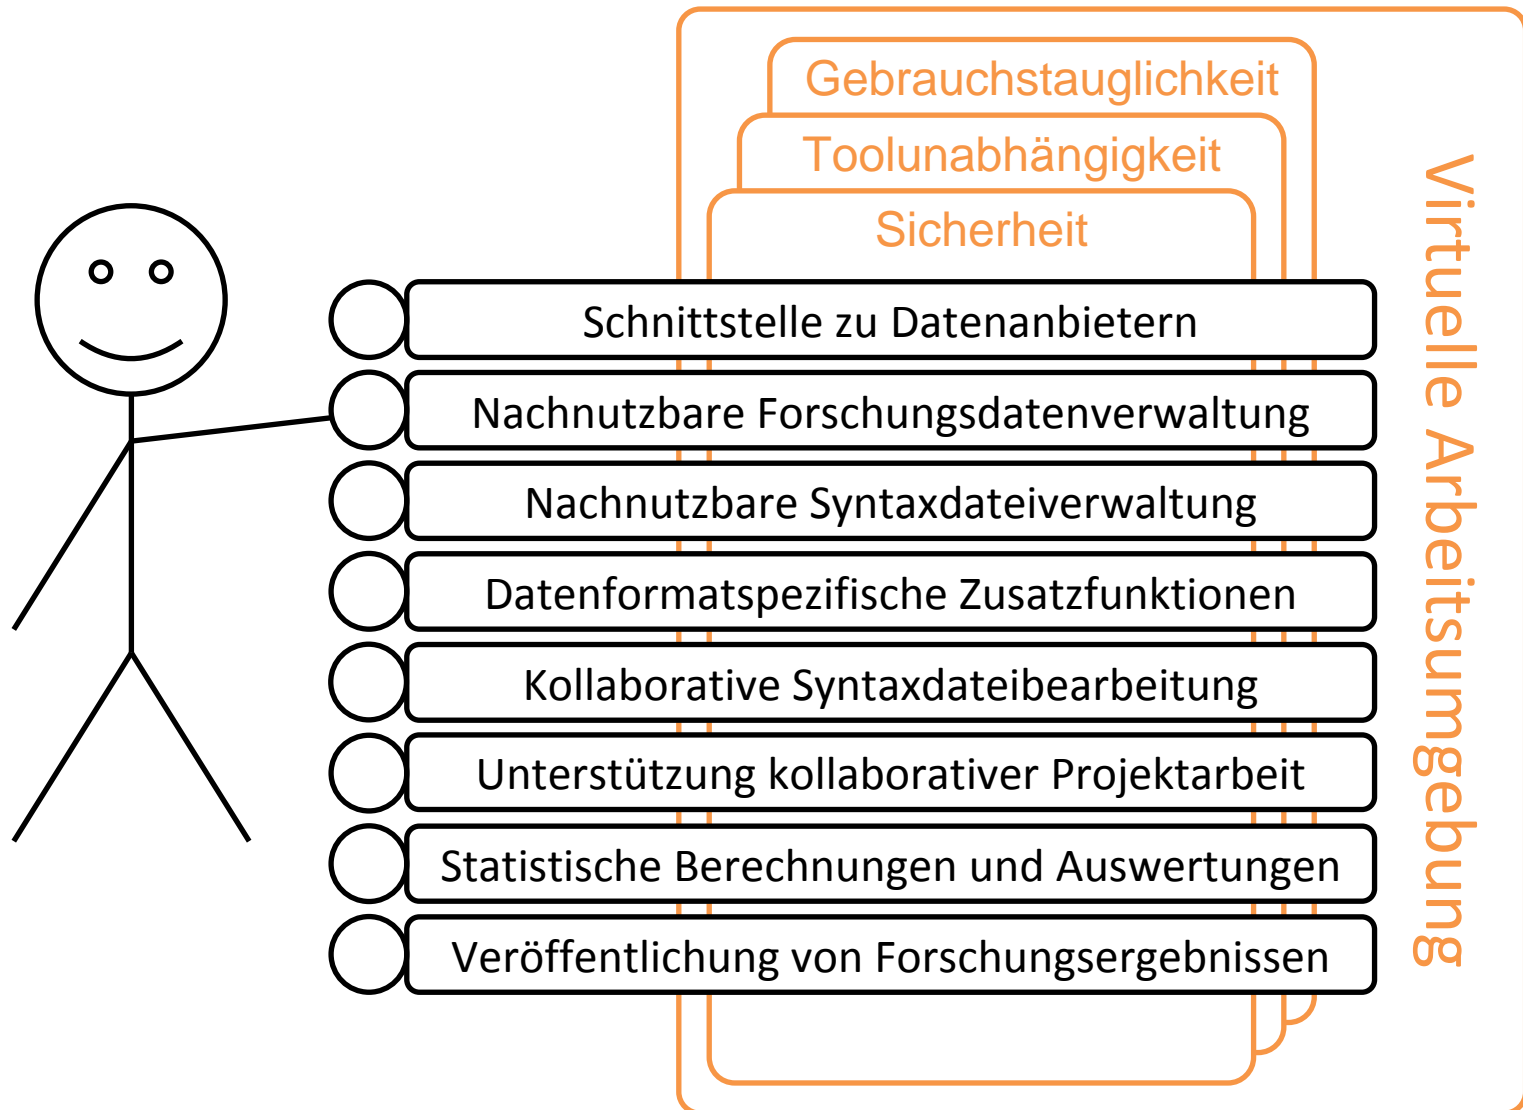 Gebrauchstauglichkeit
Toolunabhängigkeit
Sicherheit
Schnittstelle zu Datenanbietern
Nachnutzbare Forschungsdatenverwaltung
Nachnutzbare Syntaxdateiverwaltung
Datenformatspezifische Zusatzfunktionen
Kollaborative Syntaxdateibearbeitung
Unterstützung kollaborativer Projektarbeit
Statistische Berechnungen und Auswertungen
Veröffentlichung von Forschungsergebnissen
Virtuelle Arbeitsumgebung